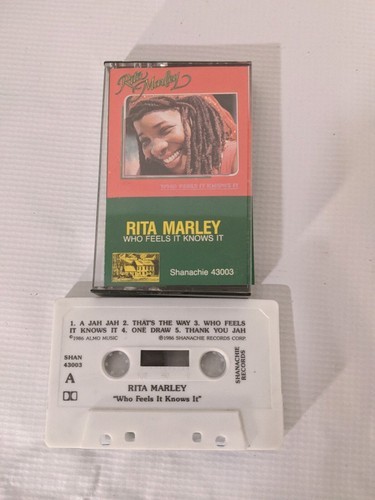 Rita
Marley
WHO FEELS IT KNOWS IT
RITA MARLEY
WHO FEELS IT KNOWS IT
Shanachie 43003
1. A JAH JAH 2. THAT'S THE WAY 3. WHO FEELS
IT KNOWS IT 4. ONE DRAW 5. THANK YOU JAH
©1986 ALMO MUSIC ©1986 SHANACHIE RECORDS CORP.
SHAN
43003
A
SHANACHIE
RECORDS
RITA MARLEY
"Who Feels It Knows It"